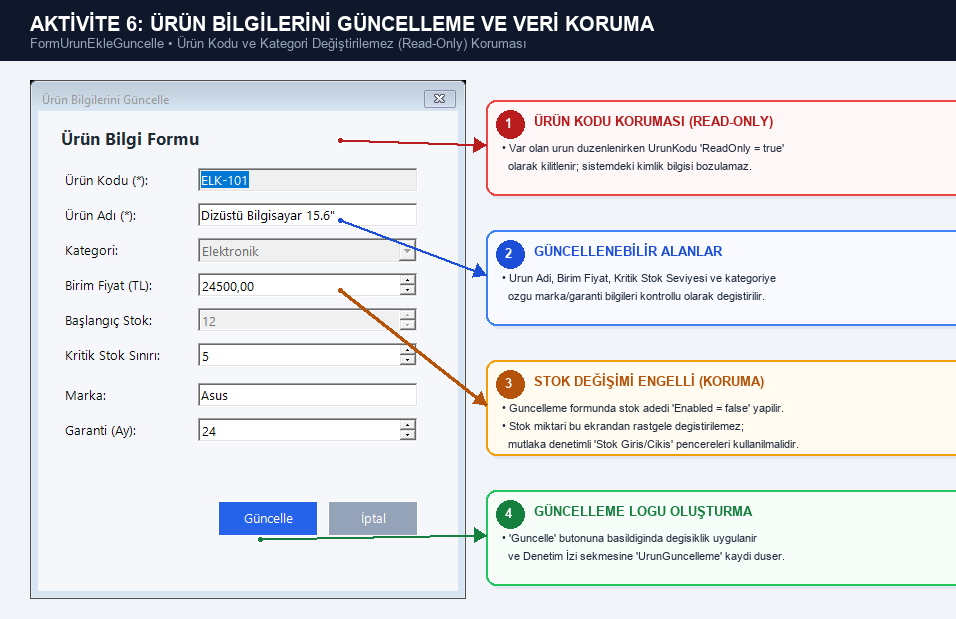 AKTİVİTE 6: ÜRÜN BİLGİLERİNİ GÜNCELLEME VE VERİ KORUMA
FormUrunEkleGuncelle • Ürün Kodu ve Kategori Değiştirilemez (Read-Only) Koruması
Ürün Bilgilerini Güncelle
Ürün Bilgi Formu
Ürün Kodu (*): ELK-101
Ürün Adı (*): Dizüstü Bilgisayar 15.6"
Kategori: Elektronik
Birim Fiyat (TL): 24500,00
Başlangıç Stok: 12
Kritik Stok Sınırı: 5
Marka: Asus
Garanti (Ay): 24
Güncelle İptal
1 ÜRÜN KODU KORUMASI (READ-ONLY)
• Var olan urun duzenlenirken UrunKodu 'ReadOnly = true'
olarak kilitlenir; sistemdeki kimlik bilgisi bozulamaz.
2 GÜNCELLENEBİLİR ALANLAR
• Urun Adi, Birim Fiyat, Kritik Stok Seviyesi ve kategoriye
ozgu marka/garanti bilgileri kontrollu olarak degistirilir.
3 STOK DEĞİŞİMİ ENGELLİ (KORUMA)
• Guncelleme formunda stok adedi 'Enabled = false' yapilir.
• Stok miktari bu ekrandan rastgele degistirilemez;
mutlaka denetimli 'Stok Giris/Cikis' pencereleri kullanilmalidir.
4 GÜNCELLEME LOGU OLUŞTURMA
• 'Guncelle' butonuna basildiginda degisiklik uygulanir
ve Denetim İzi sekmesine 'UrunGuncelleme' kaydi duser.